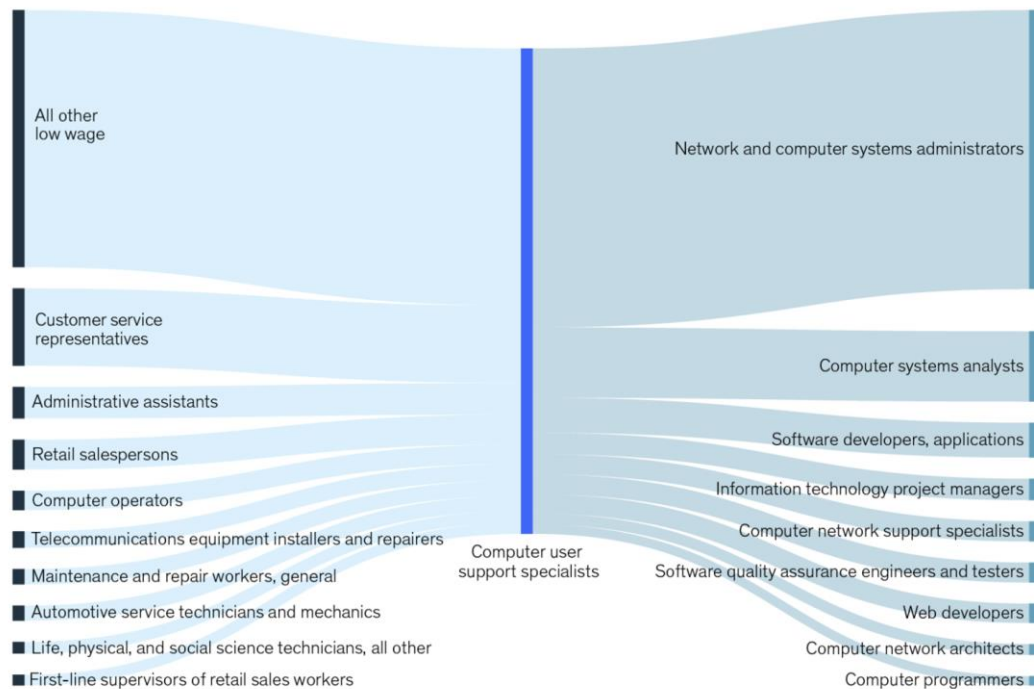 All other
low wage
Customer service
representatives
Administrative assistants
Retail salespersons
Computer operators
Telecommunications equipment installers and repairers
Maintenance and repair workers, general
Automotive service technicians and mechanics
Life, physical, and social science technicians, all other
First-line supervisors of retail sales workers
Computer user
support specialists
Network and computer systems administrators
Computer systems analysts
Software developers, applications
Information technology project managers
Computer network support specialists
Software quality assurance engineers and testers
Web developers
Computer network architects
Computer programmers